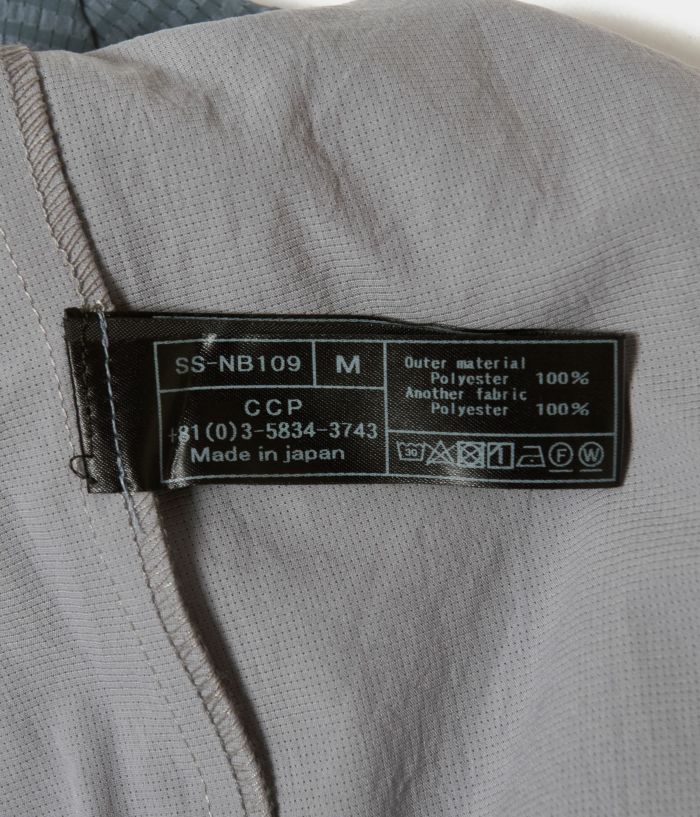 SS-NB109 M
CCP
+81(0)3-5834-3743
Made in japan
Outer material
Polyester 100%
Another fabric
Polyester 100%
30
F W